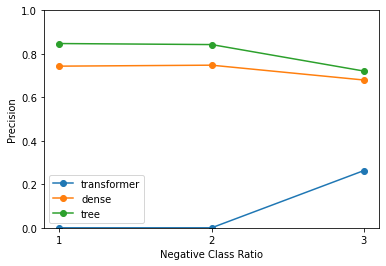 1.0
0.8
0.6
0.4
0.2
0.0
Precision
transformer
dense
tree
1 2 3
Negative Class Ratio